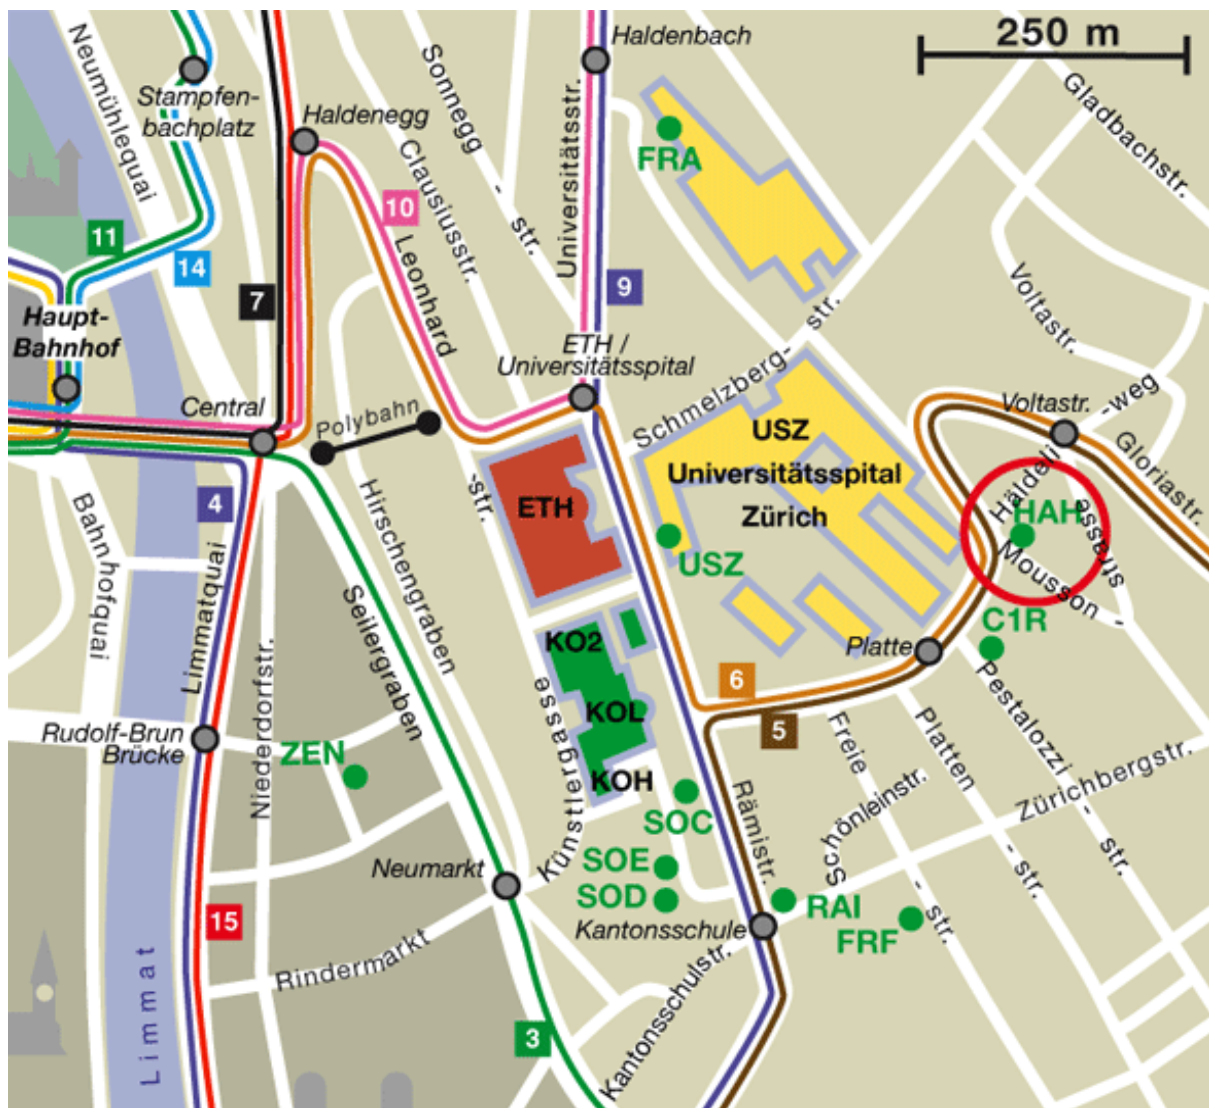 250 m
Haldenbach
Neumühlequai
Stampfen-
bachplatz
Haldenegg
Sonnegg
-
str.
Clausiusstr.
Universitätsstr.
Gladbachstr.
FRA
10
11
14
7
9
Leonhard
-str.
Voltastr.
Haupt-
Bahnhof
ETH /
Universitätsspital
Schmelzberg-
str.
Central
Polybahn
USZ
Universitätsspital
Zürich
Voltastr.
Häldeli
-weg
Gloriastr.
4
ETH
USZ
HAH
Mousson
-
strasse
Bahnhofquai
Limmatquai
Hirschengraben
Seilergraben
Niederdorfstr.
KO2
KOL
KOH
Künstlergasse
C1R
Platte
6
5
Rudolf-Brun
Brücke
ZEN
Freie
-
str.
Platten
-
str.
Pestalozzi
-
str.
Zürichbergstr.
Schönleinstr.
Rämistr.
SOC
SOE
SOD
Neumarkt
RAI
FRF
Kantonsschule
15
Rindermarkt
Kantonsschulstr.
3
Limmat